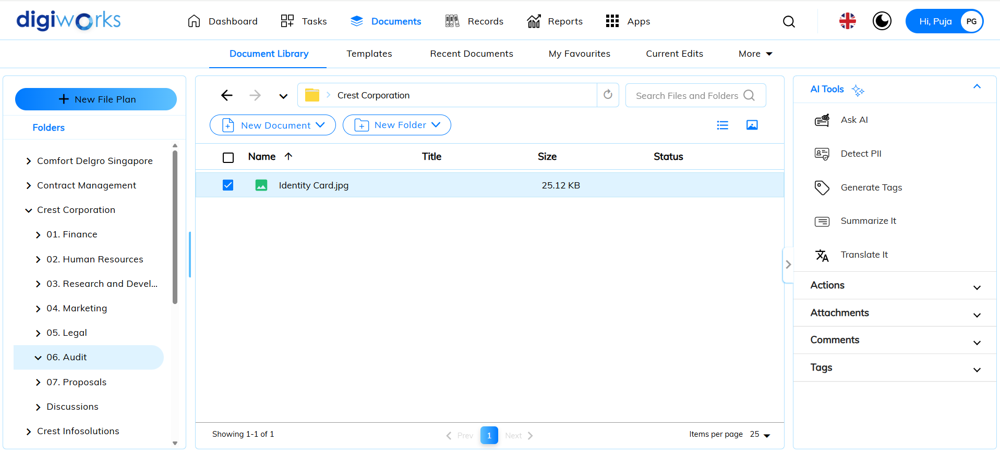 digiworks
Dashboard
Tasks
Documents
Records
Reports
Apps
Hi, Puja
PG
Document Library
Templates
Recent Documents
My Favourites
Current Edits
More
New File Plan
Folders
Comfort Delgro Singapore
Contract Management
Crest Corporation
01. Finance
02. Human Resources
03. Research and Devel...
04. Marketing
05. Legal
06. Audit
07. Proposals
Discussions
Crest Infosolutions
Crest Corporation
Search Files and Folders
New Document
New Folder
Name
Title
Size
Status
Identity Card.jpg
25.12 KB
Showing 1-1 of 1
Prev
1
Next
Items per page
25
AI Tools
Ask AI
Detect PII
Generate Tags
Summarize It
Translate It
Actions
Attachments
Comments
Tags